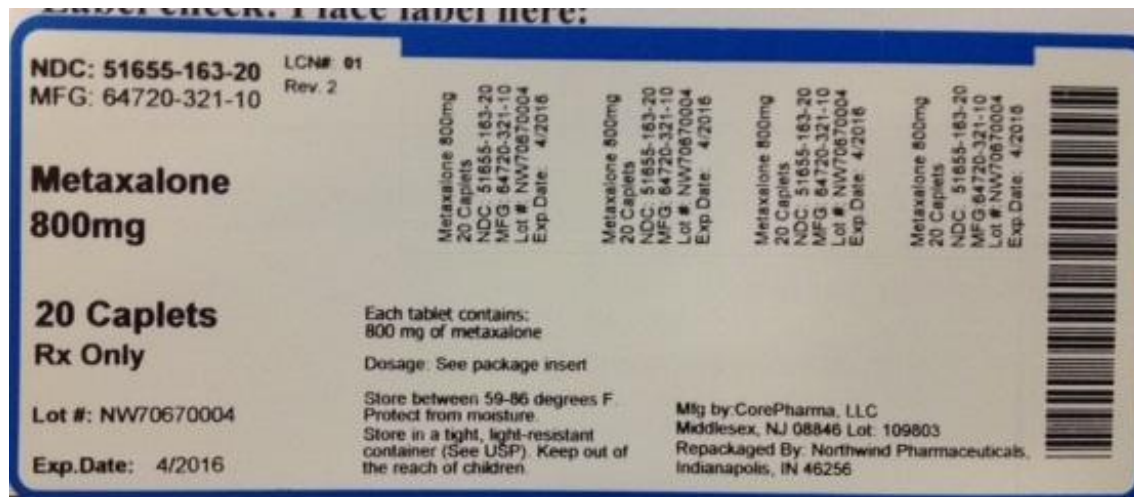 Label check: Place label here:
NDC: 51655-163-20
MFG: 64720-321-10
LCN# 01
Rev. 2
Metaxalone
800mg
20 Caplets
Rx Only
Lot #: NW70670004
Exp.Date: 4/2016
Metaxalone 800mg
20 Caplets
NDC: 51655-163-20
MFG: 64720-321-10
Lot #: NW70670004
Exp.Date: 4/2016
Metaxalone 800mg
20 Caplets
NDC: 51655-163-20
MFG: 64720-321-10
Lot #: NW70670004
Exp.Date: 4/2016
Metaxalone 800mg
20 Caplets
NDC: 51655-163-20
MFG: 64720-321-10
Lot #: NW70670004
Exp.Date: 4/2016
Metaxalone 800mg
20 Caplets
NDC: 51655-163-20
MFG:64720-321-10
Lot #:NW70670004
Exp.Date: 4/2016
Each tablet contains:
800 mg of metaxalone
Dosage: See package insert
Store between 59-86 degrees F.
Protect from moisture.
Store in a tight, light-resistant
container (See USP). Keep out of
the reach of children
Mfg by:CorePharma, LLC
Middlesex, NJ 08846 Lot: 109803
Repackaged By: Northwind Pharmaceuticals,
Indianapolis, IN 46256